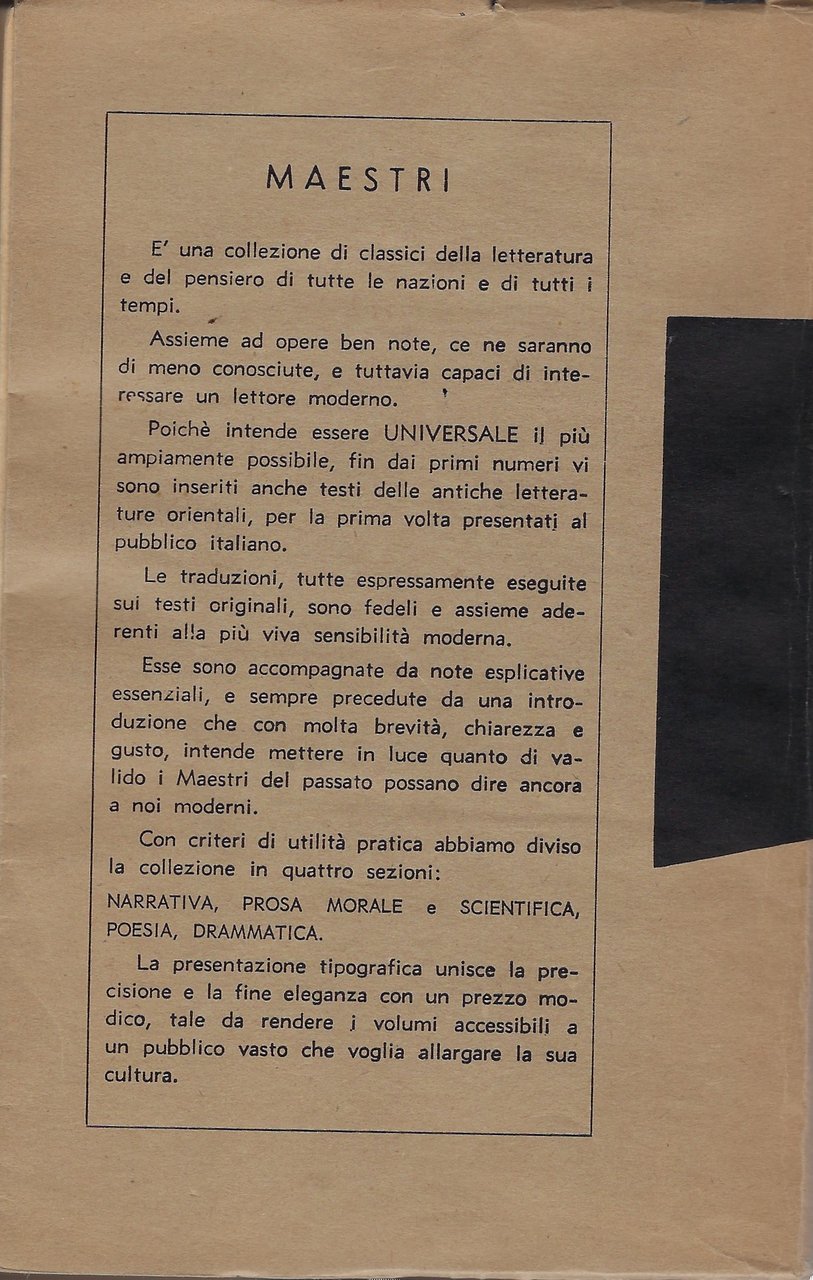 MAESTRI
E' una collezione di classici della letteratura
e del pensiero di tutte le nazioni e di tutti i
tempi.
Assieme ad opere ben note, ce ne saranno
di meno conosciute, e tuttavia capaci di inte-
ressare un lettore moderno.
Poichè intende essere UNIVERSALE il più
ampiamente possibile, fin dai primi numeri vi
sono inseriti anche testi delle antiche lettera-
ture orientali, per la prima volta presentati al
pubblico italiano.
Le traduzioni, tutte espressamente eseguite
sui testi originali, sono fedeli e assieme ade-
renti alla più viva sensibilità moderna.
Esse sono accompagnate da note esplicative
essenziali, e sempre precedute da una intro-
duzione che con molta brevità, chiarezza e
gusto, intende mettere in luce quanto di va-
lido i Maestri del passato possano dire ancora
a noi moderni.
Con criteri di utilità pratica abbiamo diviso
la collezione in quattro sezioni:
NARRATIVA, PROSA MORALE e SCIENTIFICA,
POESIA, DRAMMATICA.
La presentazione tipografica unisce la pre-
cisione e la fine eleganza con un prezzo mo-
dico, tale da rendere i volumi accessibili a
un pubblico vasto che voglia allargare la sua
cultura.